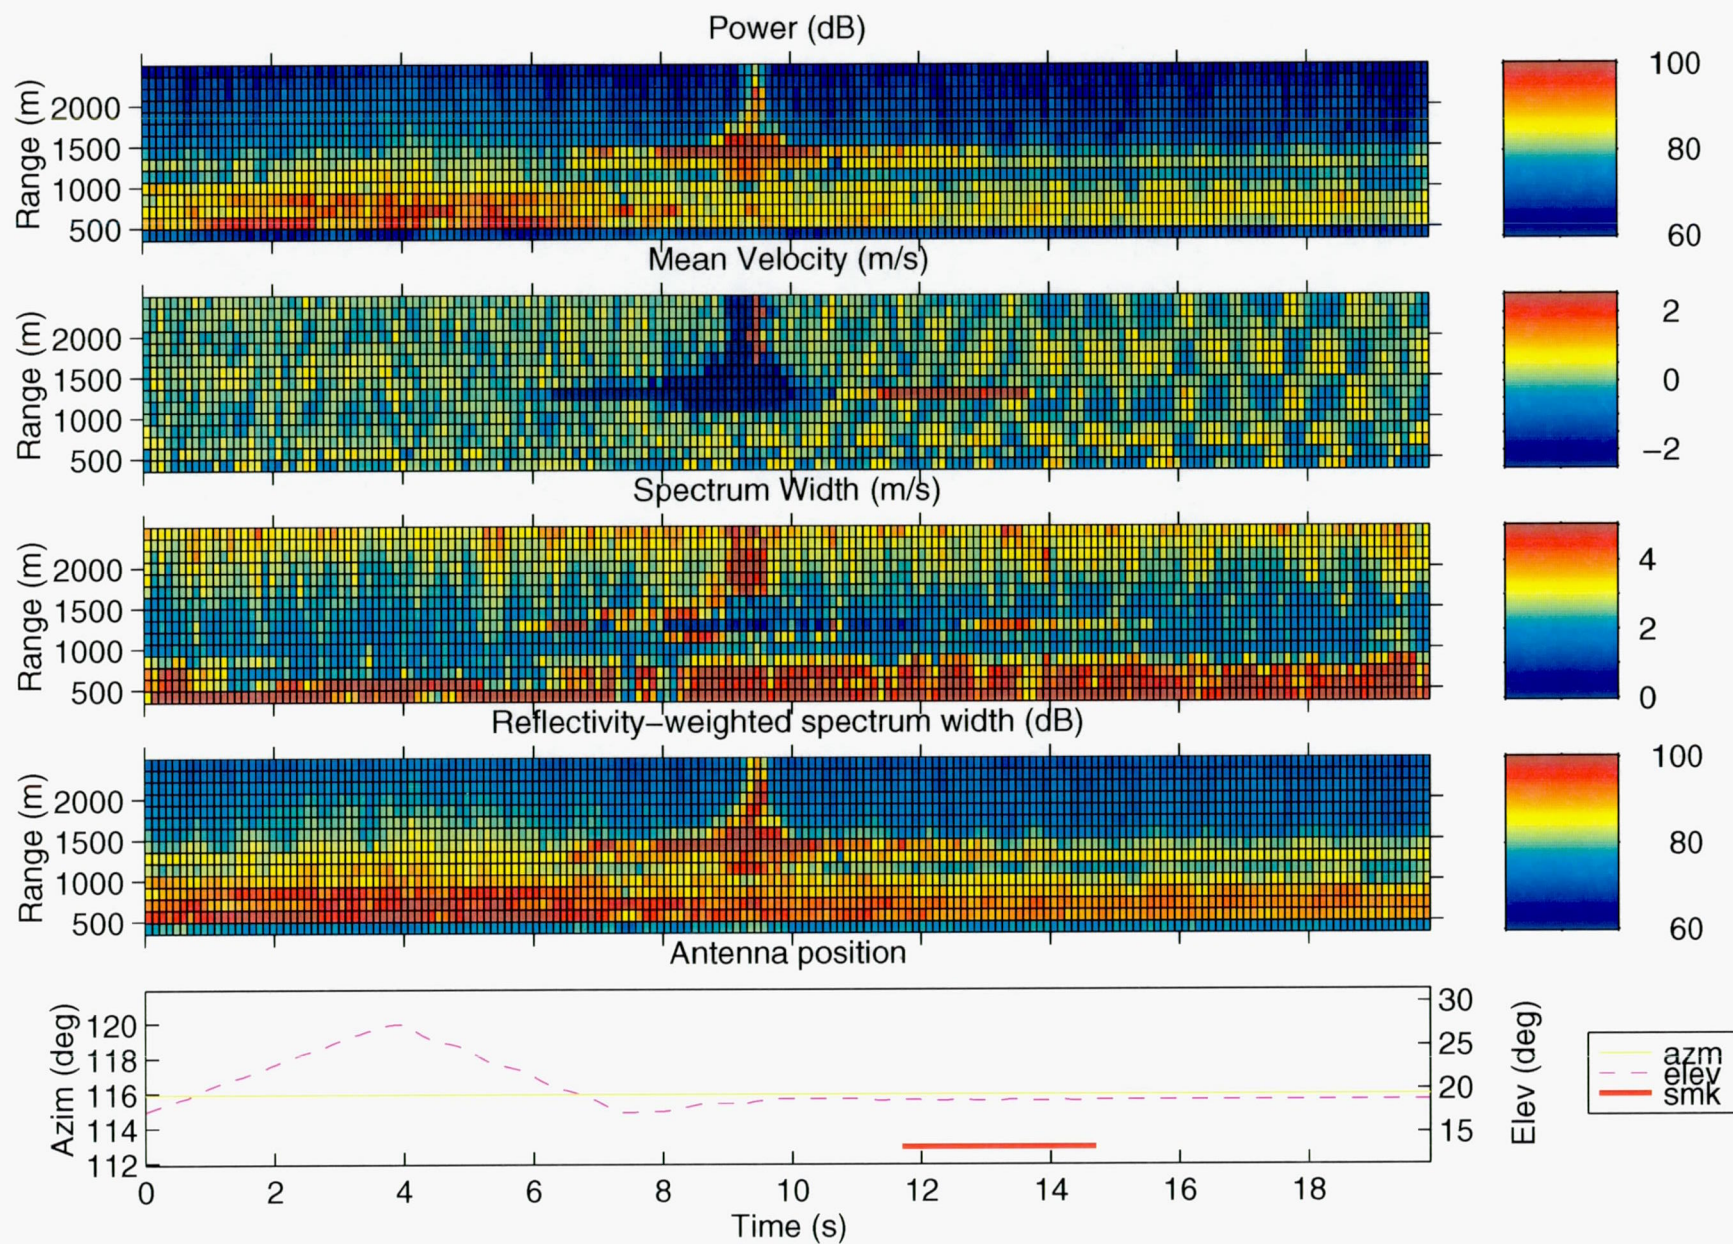 Power (dB)
Range (m)
2000
1500
1000
500
100
80
60
Mean Velocity (m/s)
Range (m)
2000
1500
1000
500
2
0
−2
Spectrum Width (m/s)
Range (m)
2000
1500
1000
500
4
2
0
Reflectivity−weighted spectrum width (dB)
Range (m)
2000
1500
1000
500
100
80
60
Antenna position
Azim (deg)
120
118
116
114
112
30
25
20
15
Elev (deg)
azm
elev
smk
0 2 4 6 8 10 12 14 16 18
Time (s)